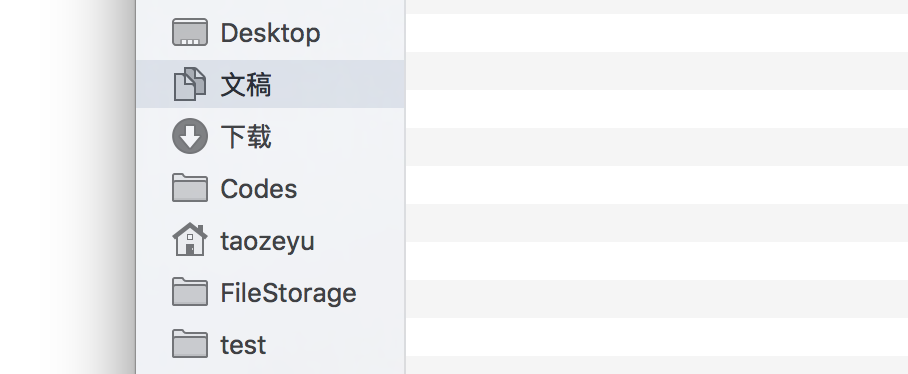 Desktop
文稿
下载
Codes
taozeyu
FileStorage
test